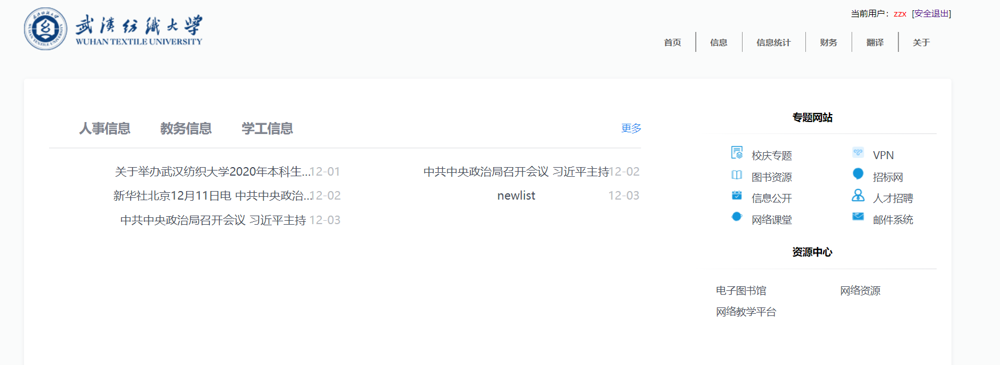 武汉纺织大学
WUHAN TEXTILE UNIVERSITY
当前用户：zzx [安全退出]
首页 信息 信息统计 财务 翻译 关于
人事信息 教务信息 学工信息 更多
关于举办武汉纺织大学2020年本科生...12-01
中共中央政治局召开会议 习近平主持12-02
新华社北京12月11日电 中共中央政治...12-02
newlist 12-03
中共中央政治局召开会议 习近平主持 12-03
专题网站
校庆专题 VPN
图书资源 招标网
信息公开 人才招聘
网络课堂 邮件系统
资源中心
电子图书馆 网络资源
网络教学平台